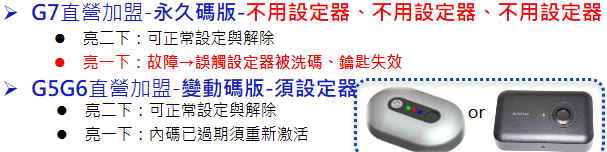 ➢ G7直營加盟-永久碼版-不用設定器、不用設定器、不用設定器
● 亮二下：可正常設定與解除
● 亮一下：故障→誤觸設定器被洗碼、鑰匙失效
➢ G5G6直營加盟-變動碼版-須設定器
● 亮二下：可正常設定與解除
● 亮一下：內碼已過期須重新激活
or